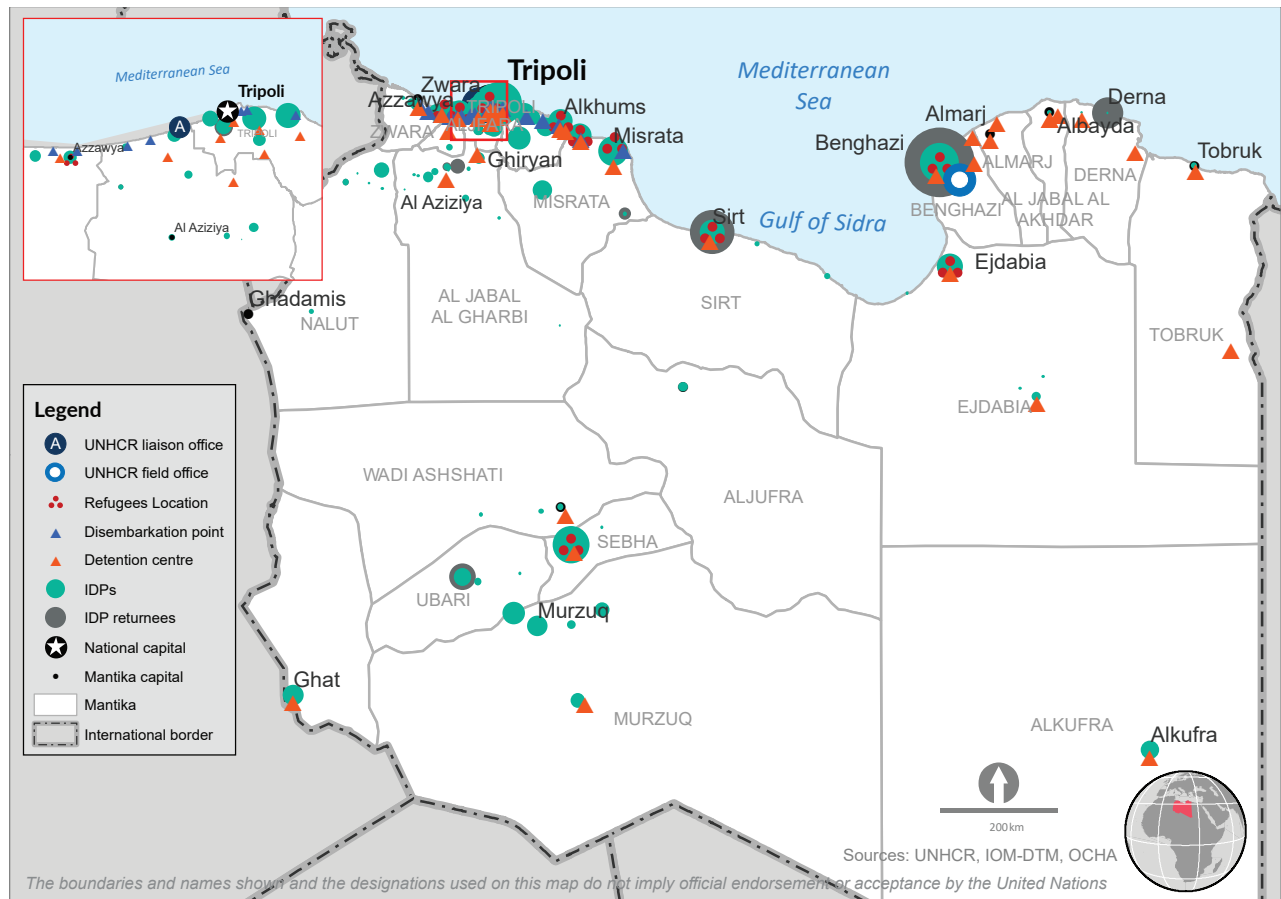 Mediterranean Sea
Tripoli
TRIPOLI
Azzawya
Al Aziziya
A
Tripoli
Zwara
Azzawya
TRIPOLI
ALJFARA
ZWARA
Alkhums
Misrata
Ghiryan
Al Aziziya
MISRATA
Mediterranean
Sea
Gulf of Sidra
Derna
Almarj
Albayda
Benghazi
Tobruk
ALMARJ
DERNA
BENGHAZI
AL JABAL AL
AKHDAR
Sirt
Ejdabia
Ghadamis
NALUT
AL JABAL
AL GHARBI
SIRT
TOBRUK
EJDABIA
WADI ASHSHATI
ALJUFRA
SEBHA
UBARI
Murzuq
Ghat
MURZUQ
ALKUFRA
Alkufra
Legend
A
UNHCR liaison office
UNHCR field office
Refugees Location
Disembarkation point
Detention centre
IDPs
IDP returnees
National capital
Mantika capital
Mantika
International border
200km
Sources: UNHCR, IOM-DTM, OCHA
The boundaries and names shown and the designations used on this map do not imply official endorsement or acceptance by the United Nations